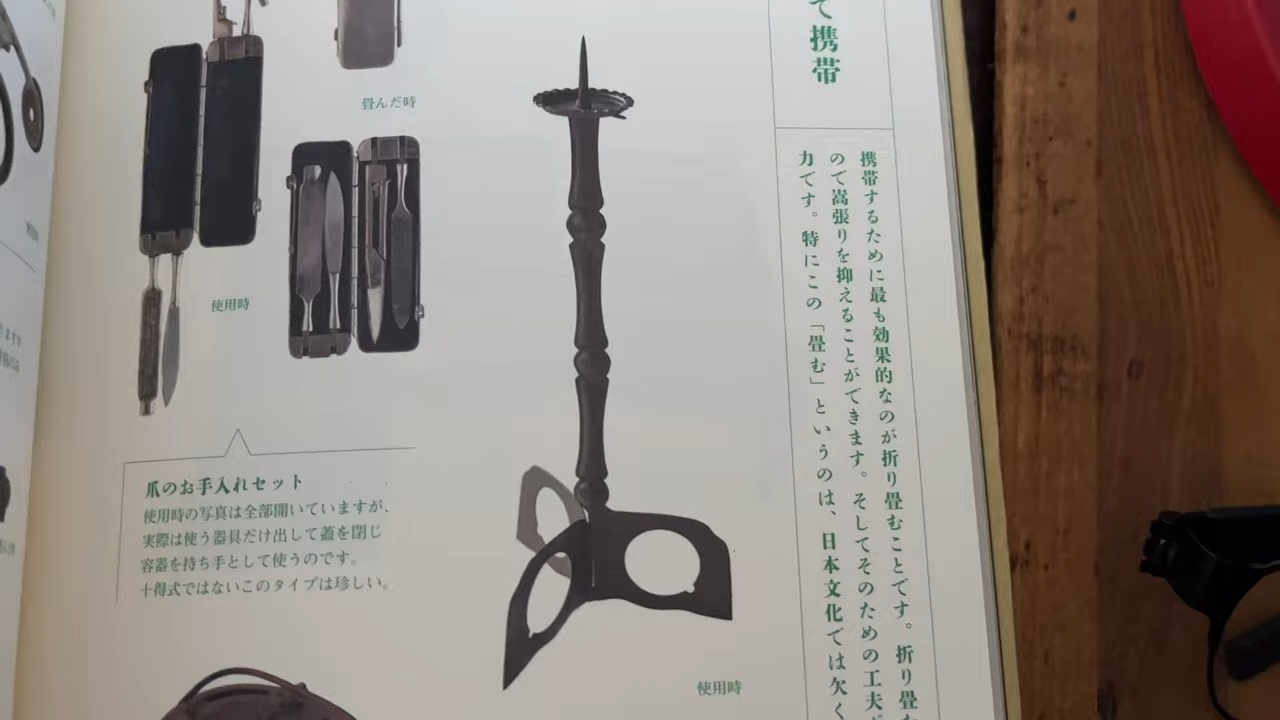 て携帯
携帯するために最も効果的なのが折り畳むことです。折り畳む
ので嵩張りを抑えることができます。そしてそのための工夫が
力です。特にこの「畳む」というのは、日本文化では欠く
畳んだ時
使用時
爪のお手入れセット
使用時の写真は全部開いていますが、
実際は使う器具だけ出して蓋を閉じ
容器を持ち手として使うのです。
十得式ではないこのタイプは珍しい。
使用時